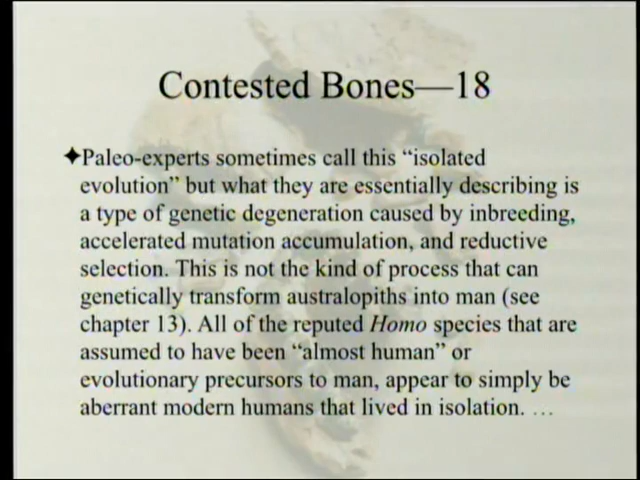 Contested Bones—18
✦Paleo-experts sometimes call this “isolated
evolution” but what they are essentially describing is
a type of genetic degeneration caused by inbreeding,
accelerated mutation accumulation, and reductive
selection. This is not the kind of process that can
genetically transform australopiths into man (see
chapter 13). All of the reputed Homo species that are
assumed to have been “almost human” or
evolutionary precursors to man, appear to simply be
aberrant modern humans that lived in isolation. …